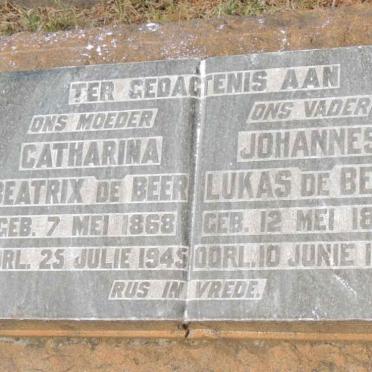 TER GEDAGTENIS AAN
ONS MOEDER
CATHARINA
BEATRIX DE BEER
GEB. 7 MEI 1868
ORL. 25 JULIE 1945
ONS VADER
JOHANNES
LUKAS DE BE
GEB. 12 MEI 18
OORL. 10 JUNIE 1
RUS IN VREDE.